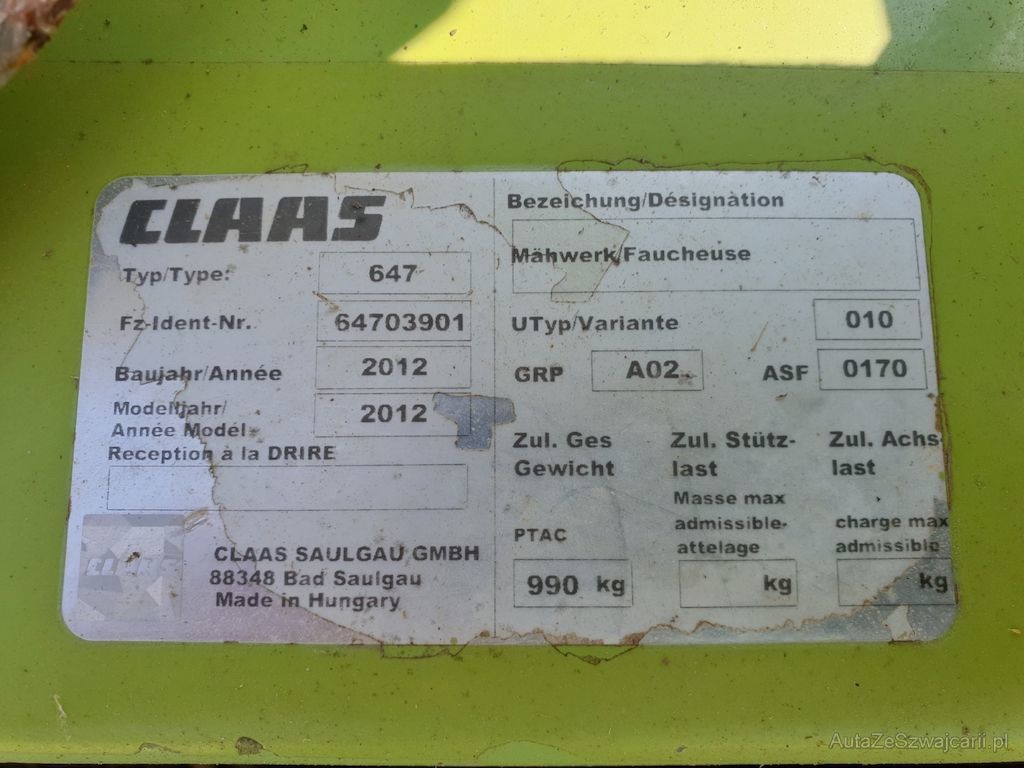 CLAAS
Typ/Type: 647
Fz-Ident-Nr. 64703901
Baujahr/Année 2012
Modelljahr/
Année Model 2012
Reception à la DRIRE
CLAAS
CLAAS SAULGAU GMBH
88348 Bad Saulgau
Made in Hungary
Bezeichung/Désignation
Mähwerk/Faucheuse
UTyp/Variante 010
GRP A02 ASF 0170
Zul. Ges
Gewicht
PTAC
990 kg
Zul. Stütz-
last
Masse max
admissible-
attelage
kg
Zul. Achs-
last
charge max
admissible
kg
AutaZeSzwajcarii.pl